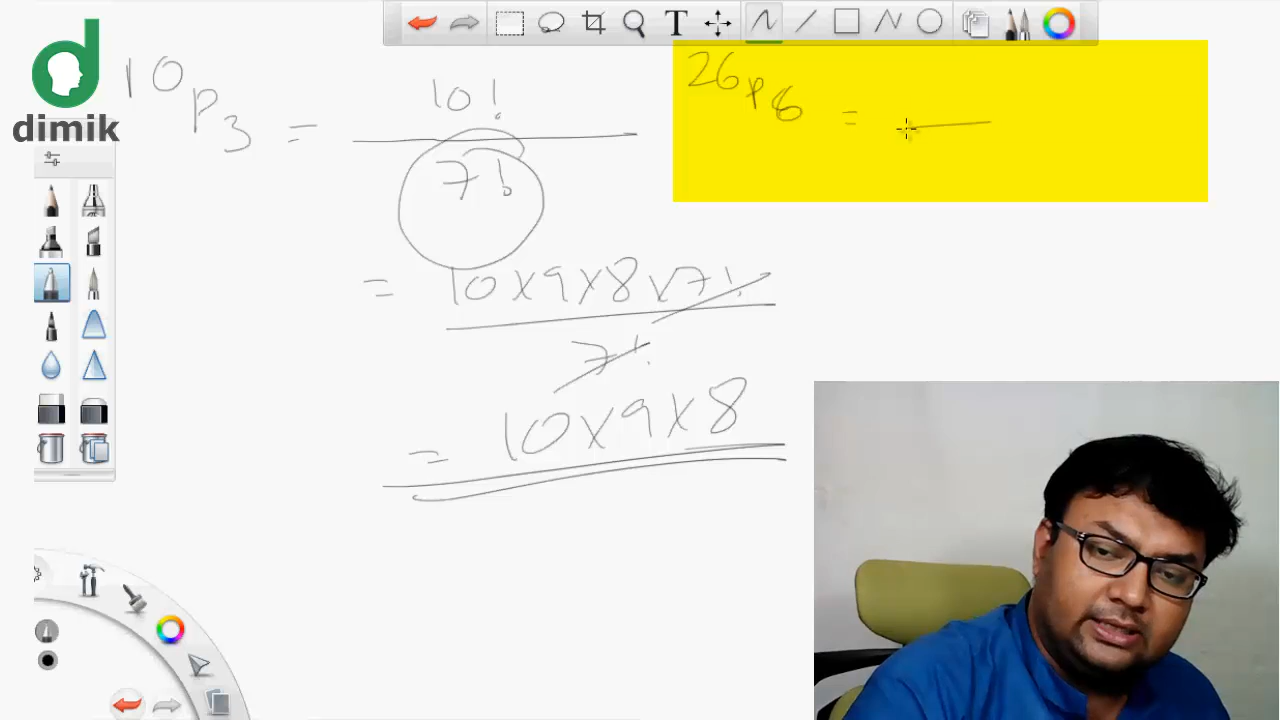 dimik
10p3 = 10! / 7!
= 10x9x8x7! / 7!
= 10x9x8
26p6 =
T